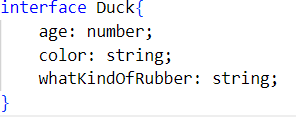 interface Duck{
    age: number;
    color: string;
    whatKindOfRubber: string;
}